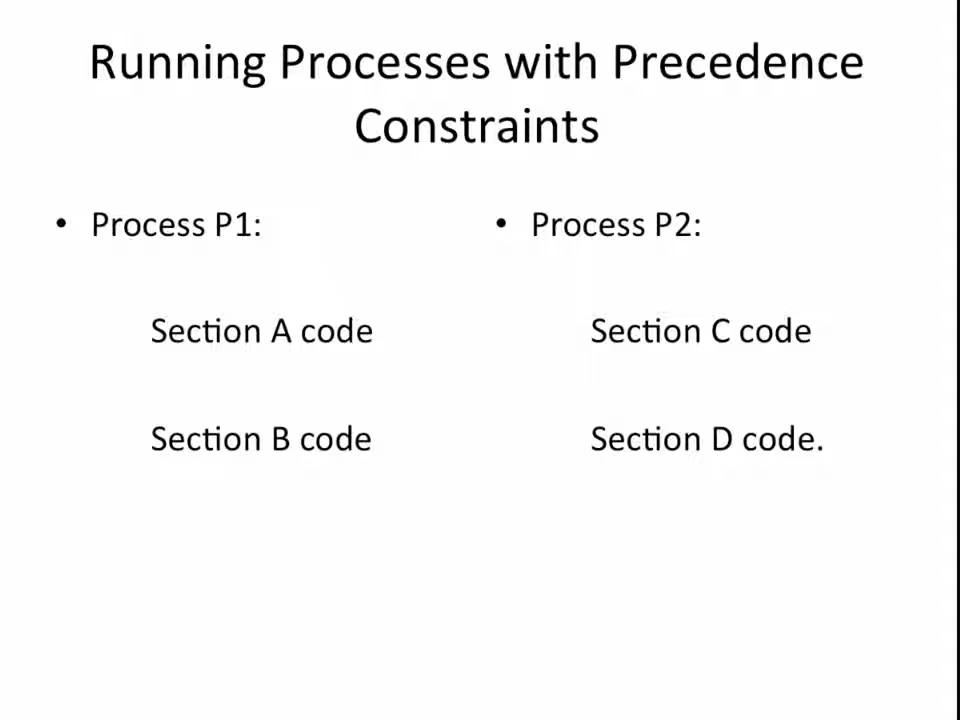 Running Processes with Precedence
Constraints
• Process P1:
Section A code
Section B code
• Process P2:
Section C code
Section D code.